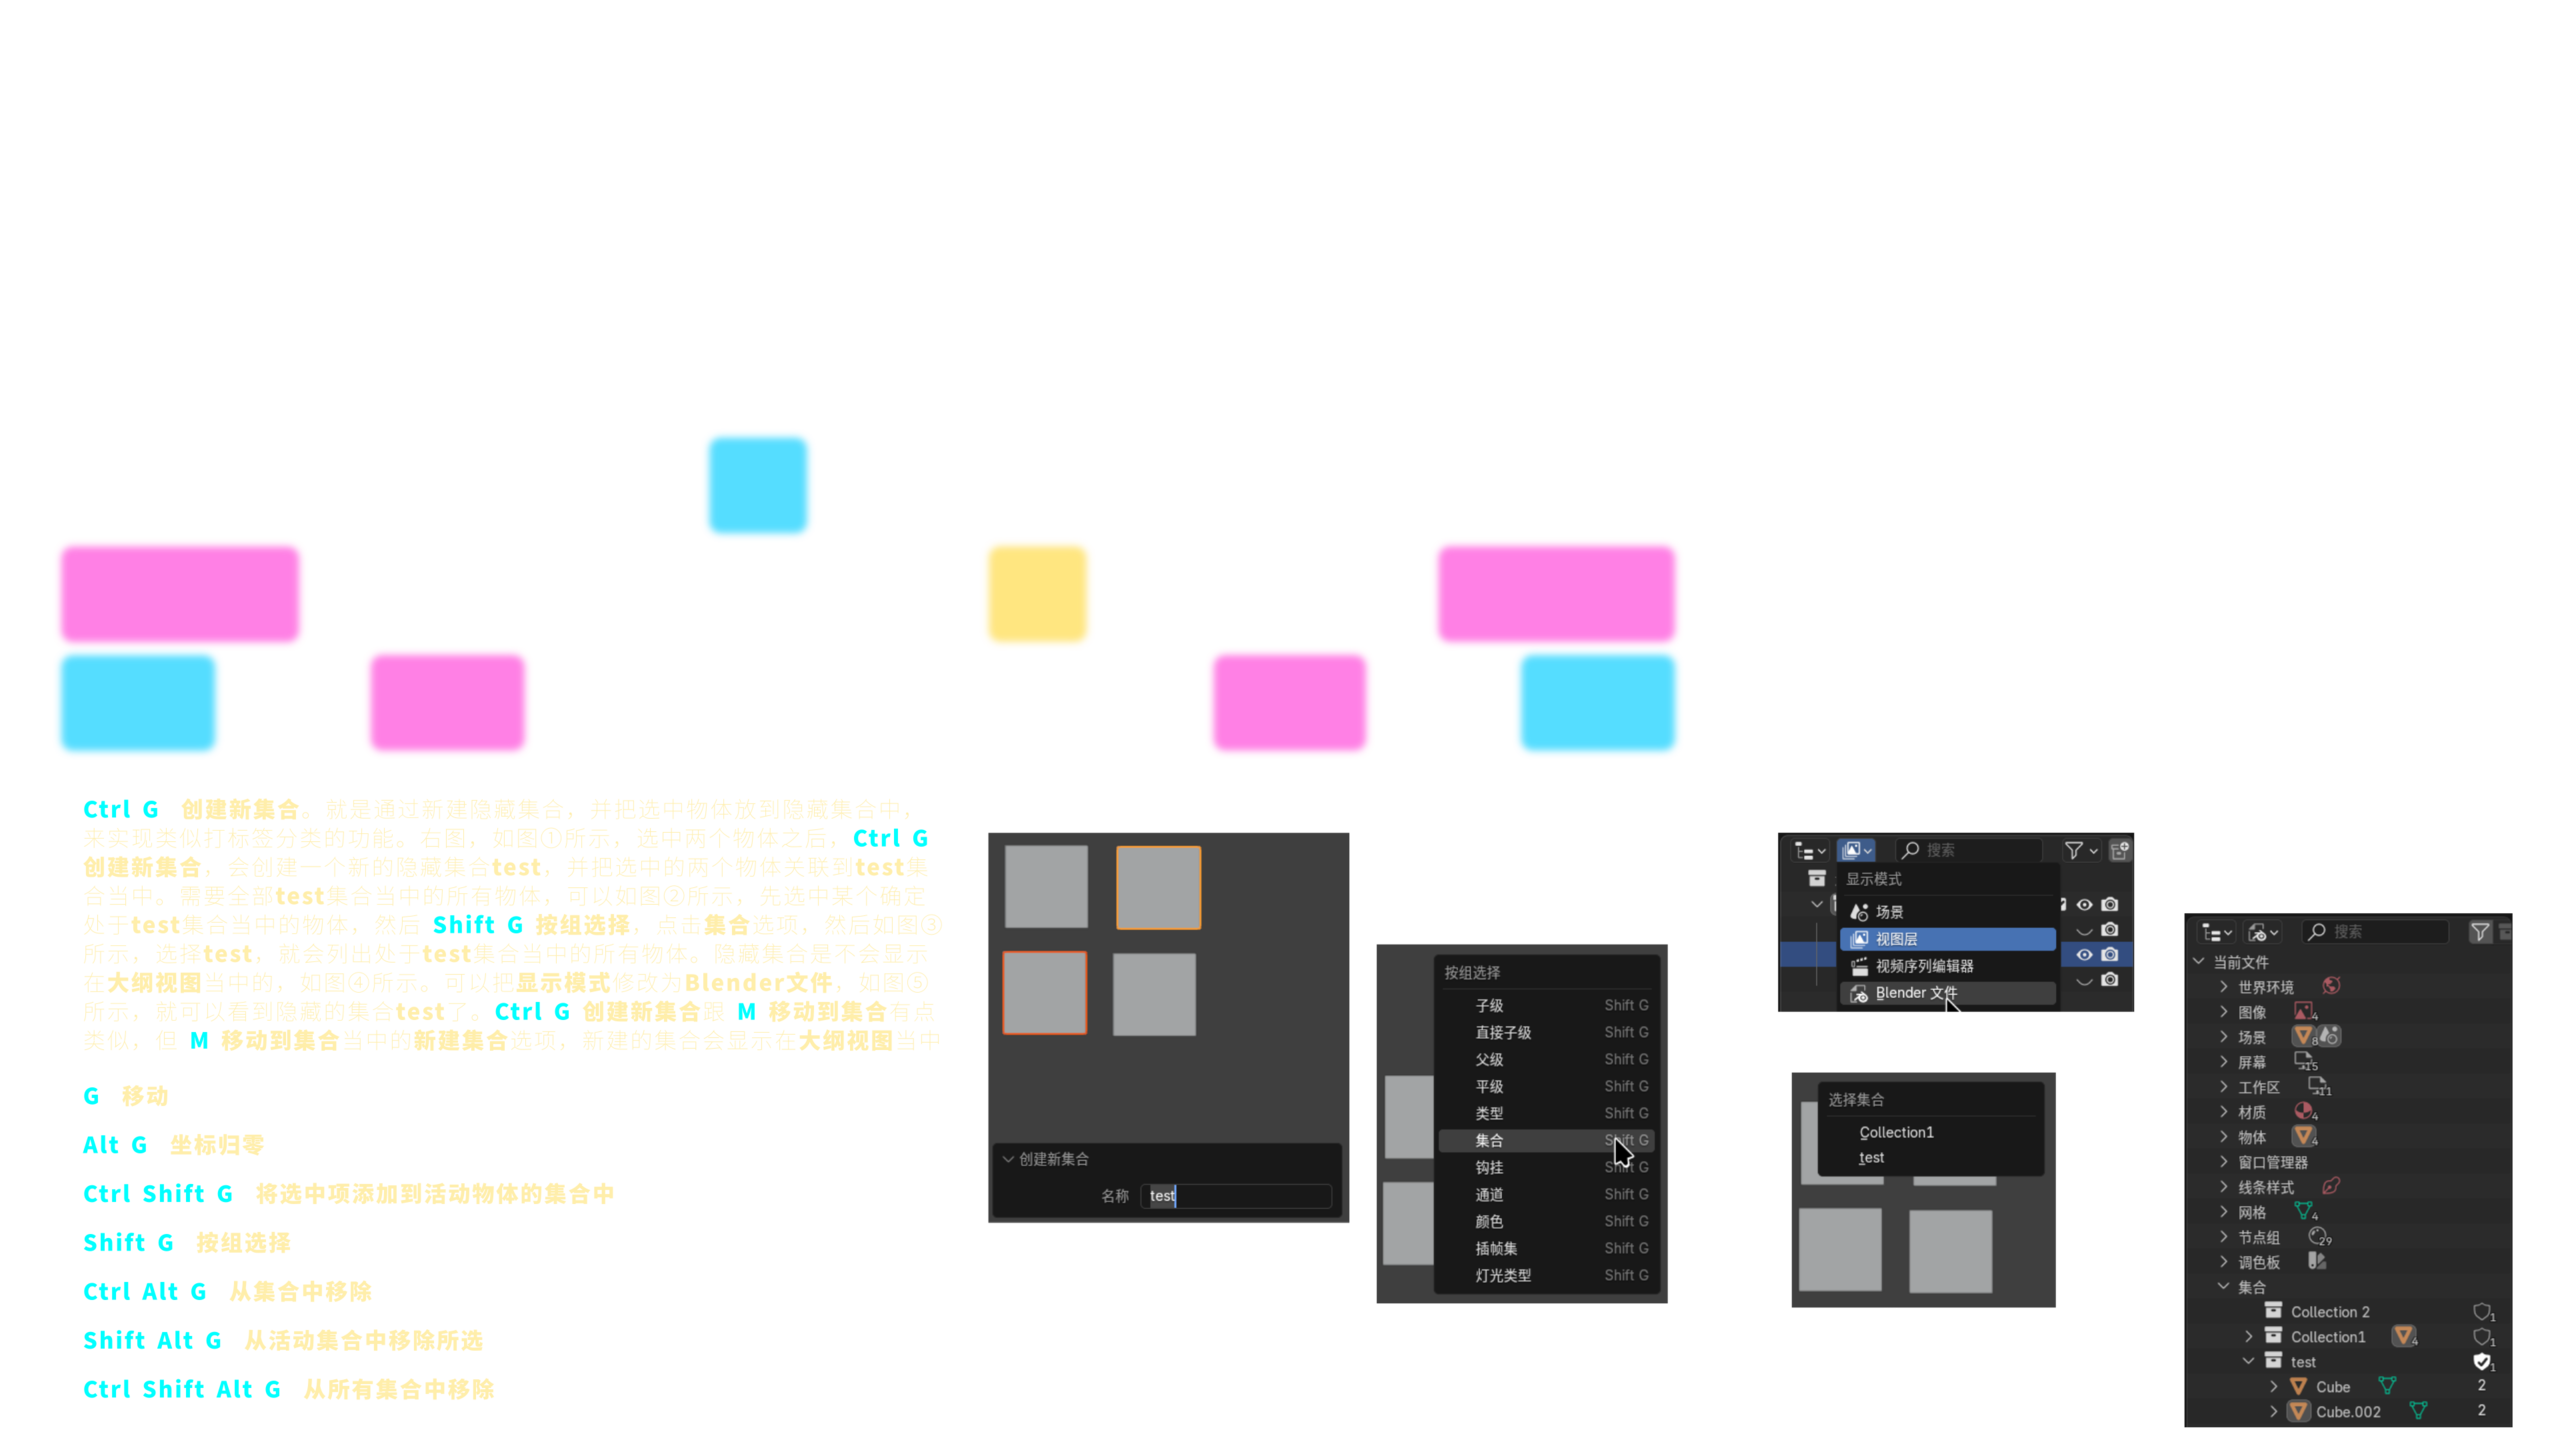 Ctrl G 创建新集合。就是通过新建隐藏集合，并把选中物体放到隐藏集合中，
来实现类似打标签分类的功能。右图，如图①所示，选中两个物体之后，Ctrl G
创建新集合，会创建一个新的隐藏集合test，并把选中的两个物体关联到test集
合当中。需要全部test集合当中的所有物体，可以如图②所示，先选中某个确定
处于test集合当中的物体，然后 Shift G 按组选择，点击集合选项，然后如图③
所示，选择test，就会列出处于test集合当中的所有物体。隐藏集合是不会显示
在大纲视图当中的，如图④所示。可以把显示模式修改为Blender文件，如图⑤
所示，就可以看到隐藏的集合test了。Ctrl G 创建新集合跟 M 移动到集合有点
类似，但 M 移动到集合当中的新建集合选项，新建的集合会显示在大纲视图当中
G 移动
Alt G 坐标归零
Ctrl Shift G 将选中项添加到活动物体的集合中
Shift G 按组选择
Ctrl Alt G 从集合中移除
Shift Alt G 从活动集合中移除所选
Ctrl Shift Alt G 从所有集合中移除
创建新集合
名称 test
按组选择
子级 Shift G
直接子级 Shift G
父级 Shift G
平级 Shift G
类型 Shift G
集合 Shift G
钩挂 Shift G
通道 Shift G
颜色 Shift G
插帧集 Shift G
灯光类型 Shift G
搜索
显示模式
场景
视图层
视频序列编辑器
Blender 文件
选择集合
Collection1
test
搜索
当前文件
世界环境
图像 4
场景 8
屏幕 15
工作区 11
材质 4
物体 4
窗口管理器
线条样式
网格 4
节点组 29
调色板
集合
Collection 2 1
Collection1 4 1
test 1
Cube 2
Cube.002 2